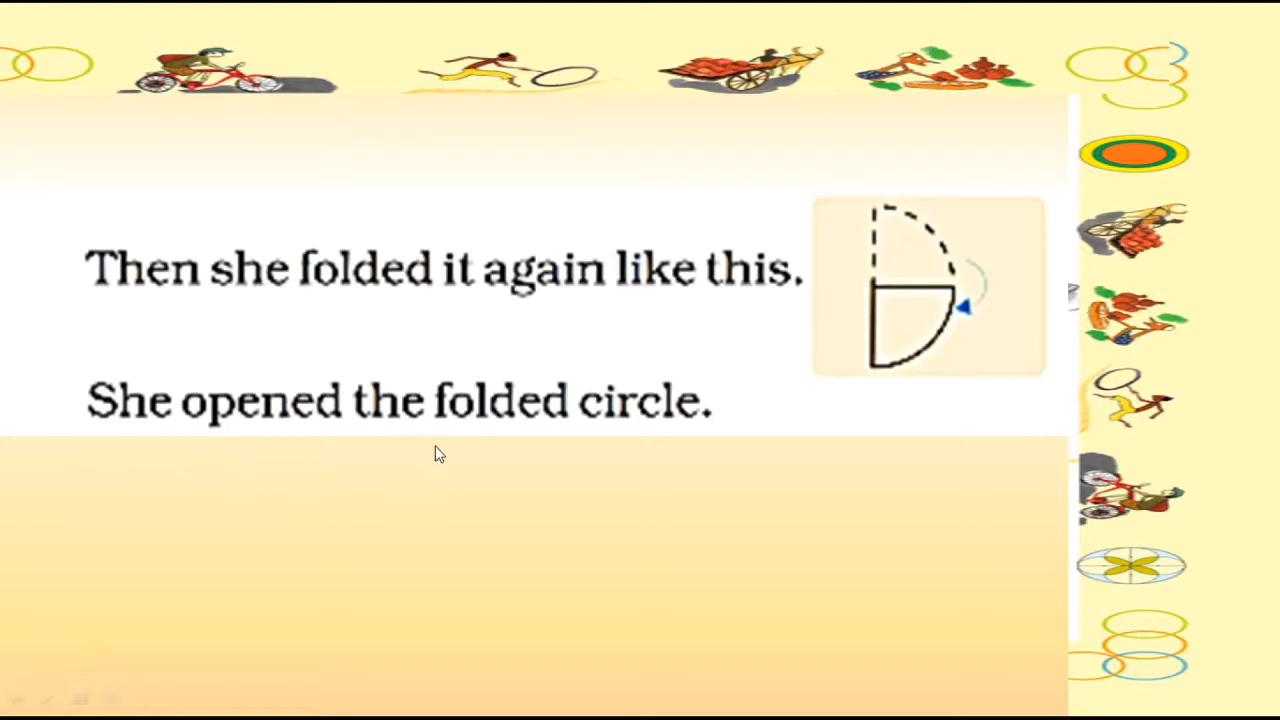 Then she folded it again like this.
She opened the folded circle.